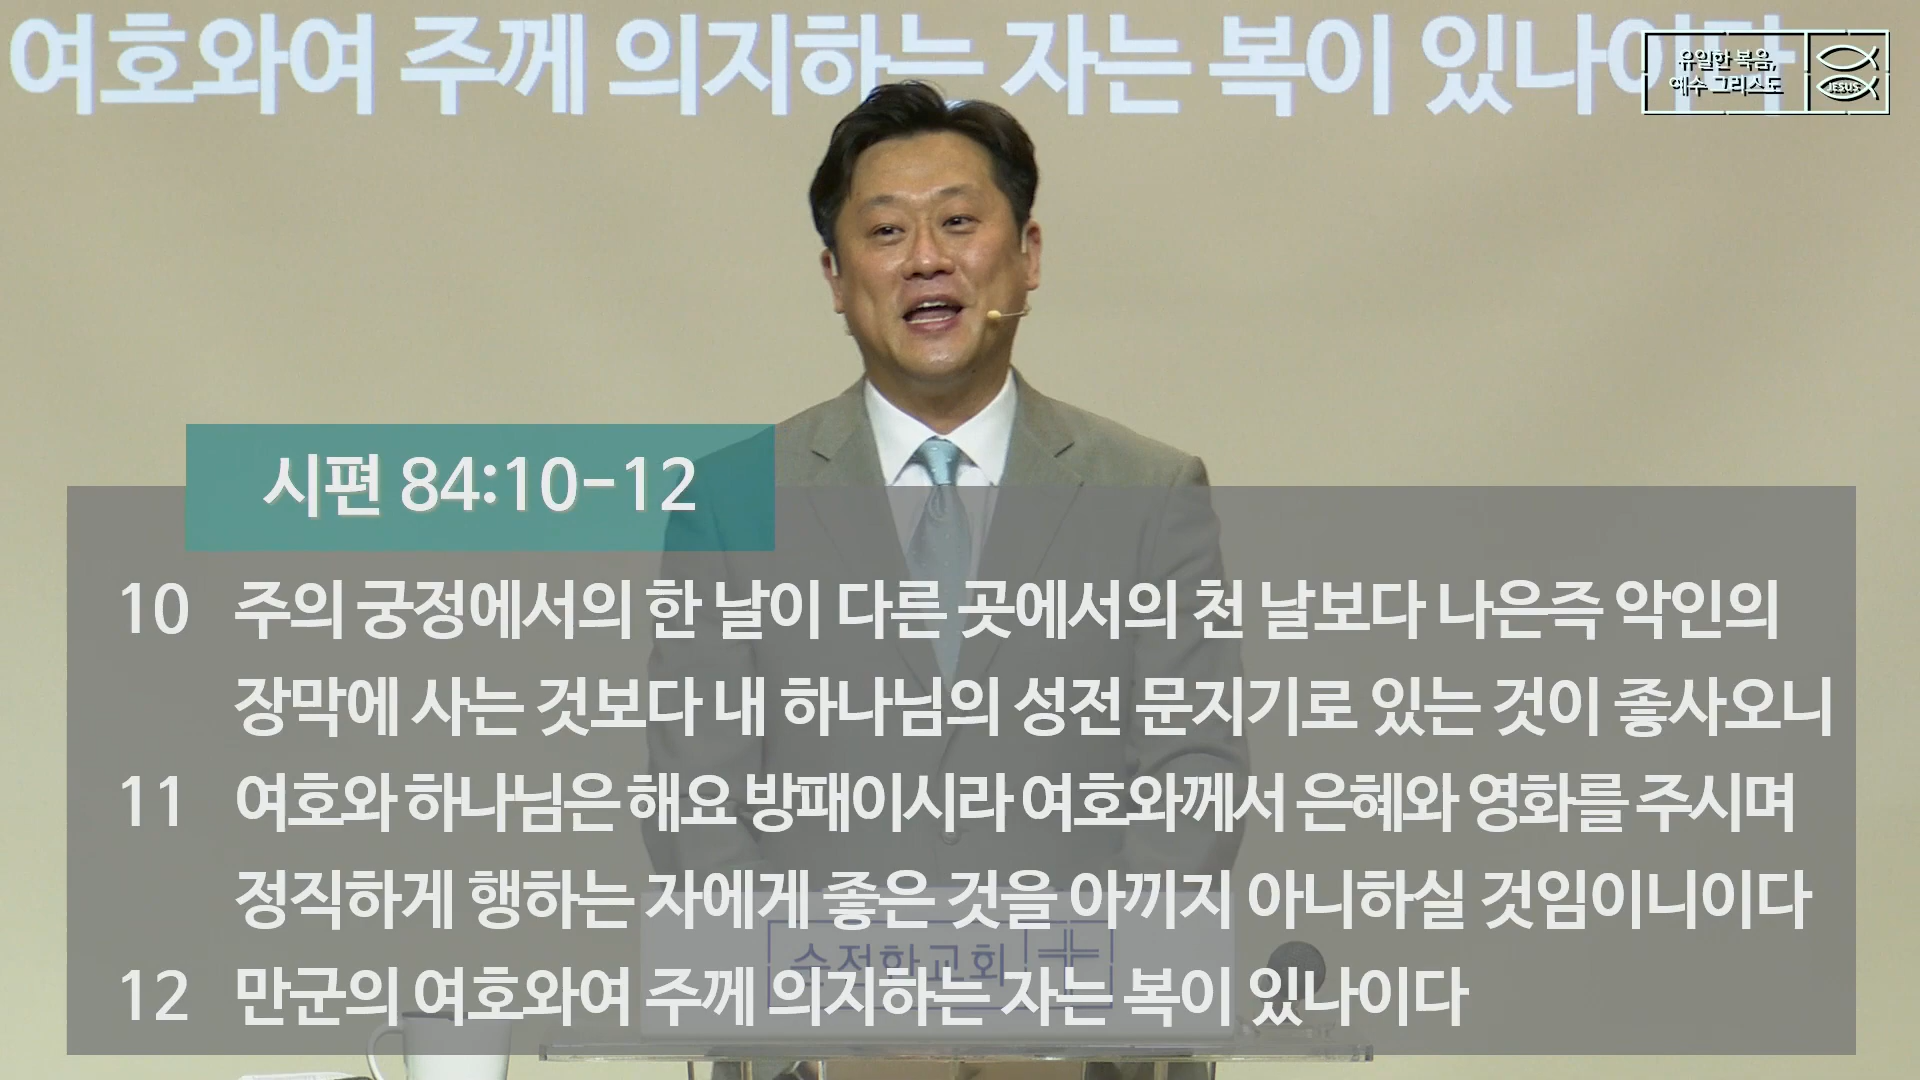 여호와여 주께 의지하는 자는 복이 있나이다
유일한 복음,
예수 그리스도
JESUS
시편 84:10-12
10 주의 궁정에서의 한 날이 다른 곳에서의 천 날보다 나은즉 악인의
장막에 사는 것보다 내 하나님의 성전 문지기로 있는 것이 좋사오니
11 여호와 하나님은 해요 방패이시라 여호와께서 은혜와 영화를 주시며
정직하게 행하는 자에게 좋은 것을 아끼지 아니하실 것임이니이다
순전한교회
12 만군의 여호와여 주께 의지하는 자는 복이 있나이다